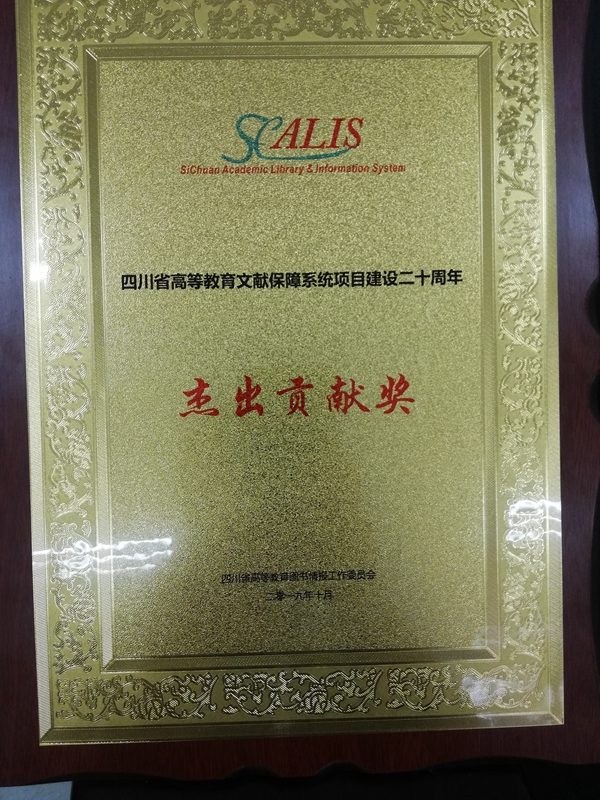 SCALIS
SiChuan Academic Library & Information System
四川省高等教育文献保障系统项目建设二十周年
杰出贡献奖
四川省高等教育图书情报工作委员会
二零一九年十月